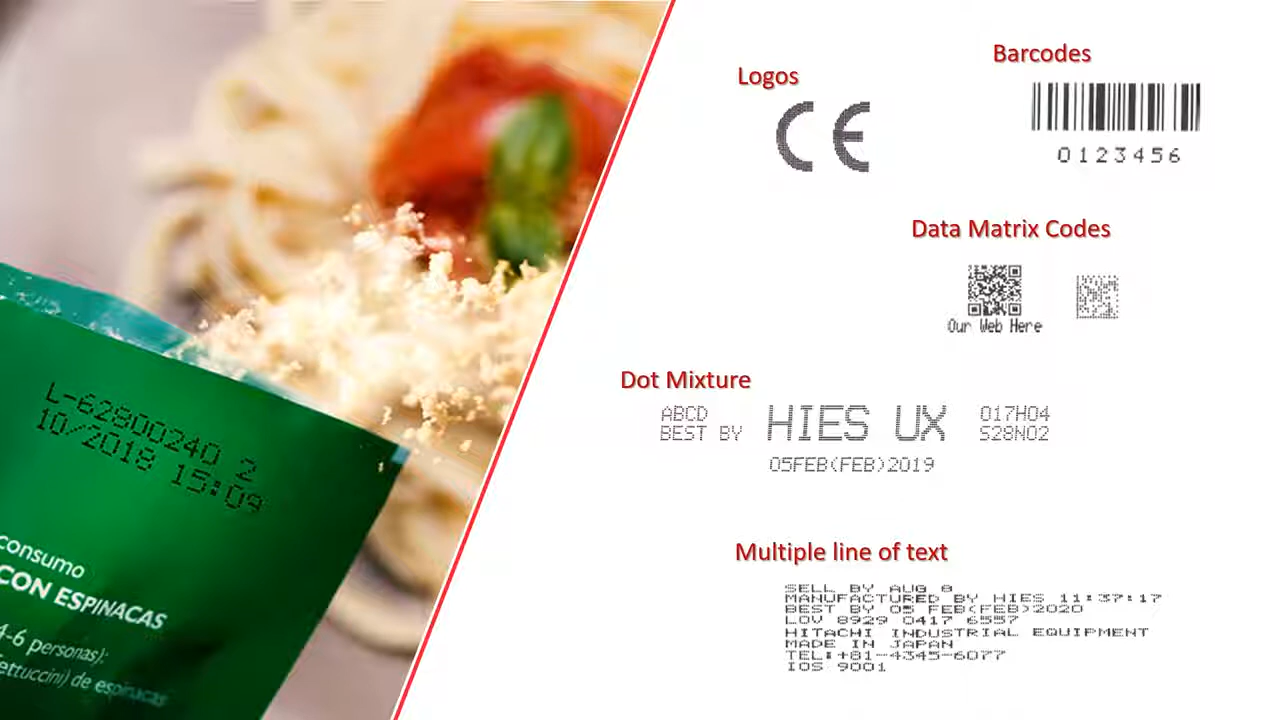 Barcodes
Logos
CE
0123456
Data Matrix Codes
Our Web Here
Dot Mixture
ABCD
BEST BY
HIES UX
017H04
S28N02
05FEB(FEB)2019
L-62800240 2
10/2019 15:09
consumo
CON ESPINACAS
4-6 personas):
fettuccini) de espinacas
Multiple line of text
SELL BY AUG 8
MANUFACTURED BY HIES 11:37:17
BEST BY 05 FEB(FEB)2020
LOV 8929 0417 6557
HITACHI INDUSTRIAL EQUIPMENT
MADE IN JAPAN
TEL:+81-4345-6077
IOS 9001